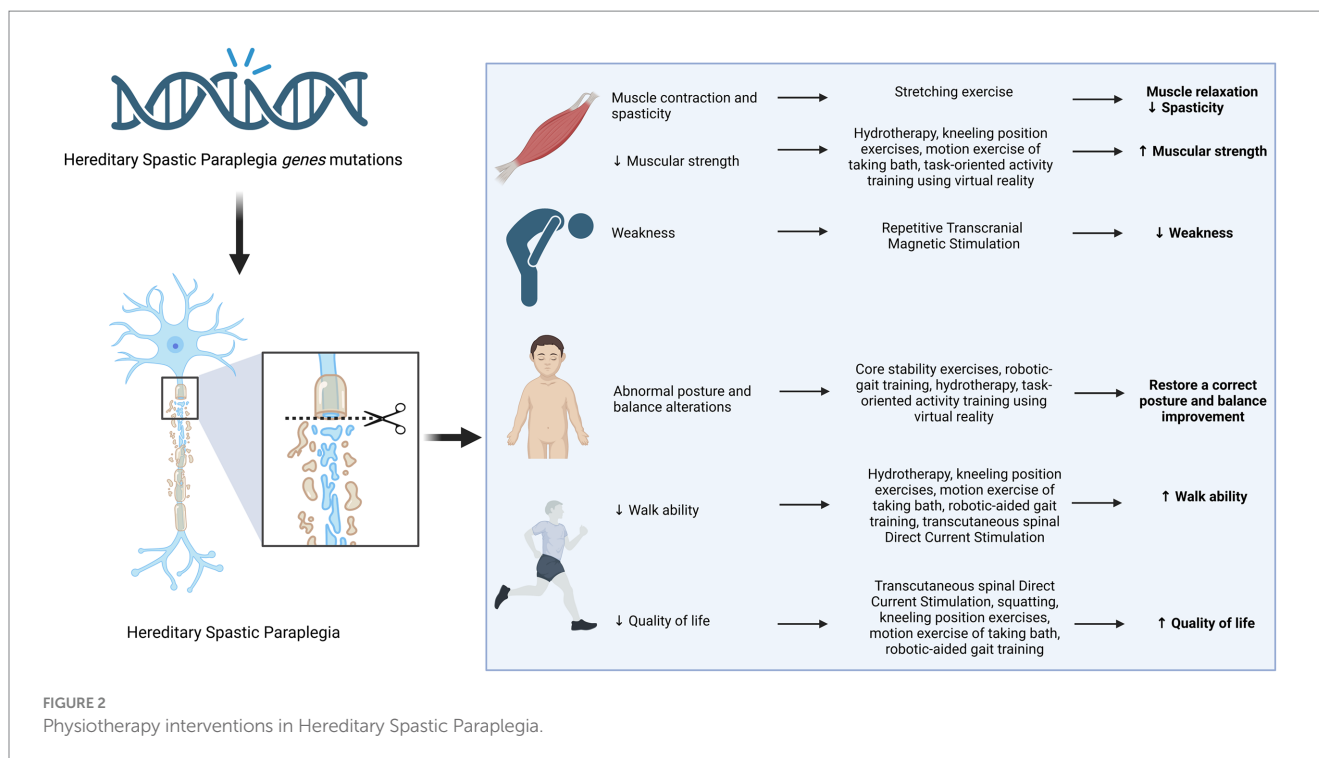 Hereditary Spastic Paraplegia genes mutations
Hereditary Spastic Paraplegia
Muscle contraction and
spasticity
Stretching exercise
Muscle relaxation
↓ Spasticity
↓ Muscular strength
Hydrotherapy, kneeling position
exercises, motion exercise of
taking bath, task-oriented activity
training using virtual reality
↑ Muscular strength
Weakness
Repetitive Transcranial
Magnetic Stimulation
↓ Weakness
Abnormal posture and
balance alterations
Core stability exercises, robotic-
gait training, hydrotherapy, task-
oriented activity training using
virtual reality
Restore a correct
posture and balance
improvement
↓ Walk ability
Hydrotherapy, kneeling position
exercises, motion exercise of
taking bath, robotic-aided gait
training, transcutaneous spinal
Direct Current Stimulation
↑ Walk ability
↓ Quality of life
Transcutaneous spinal Direct
Current Stimulation, squatting,
kneeling position exercises,
motion exercise of taking bath,
robotic-aided gait training
↑ Quality of life
FIGURE 2
Physiotherapy interventions in Hereditary Spastic Paraplegia.